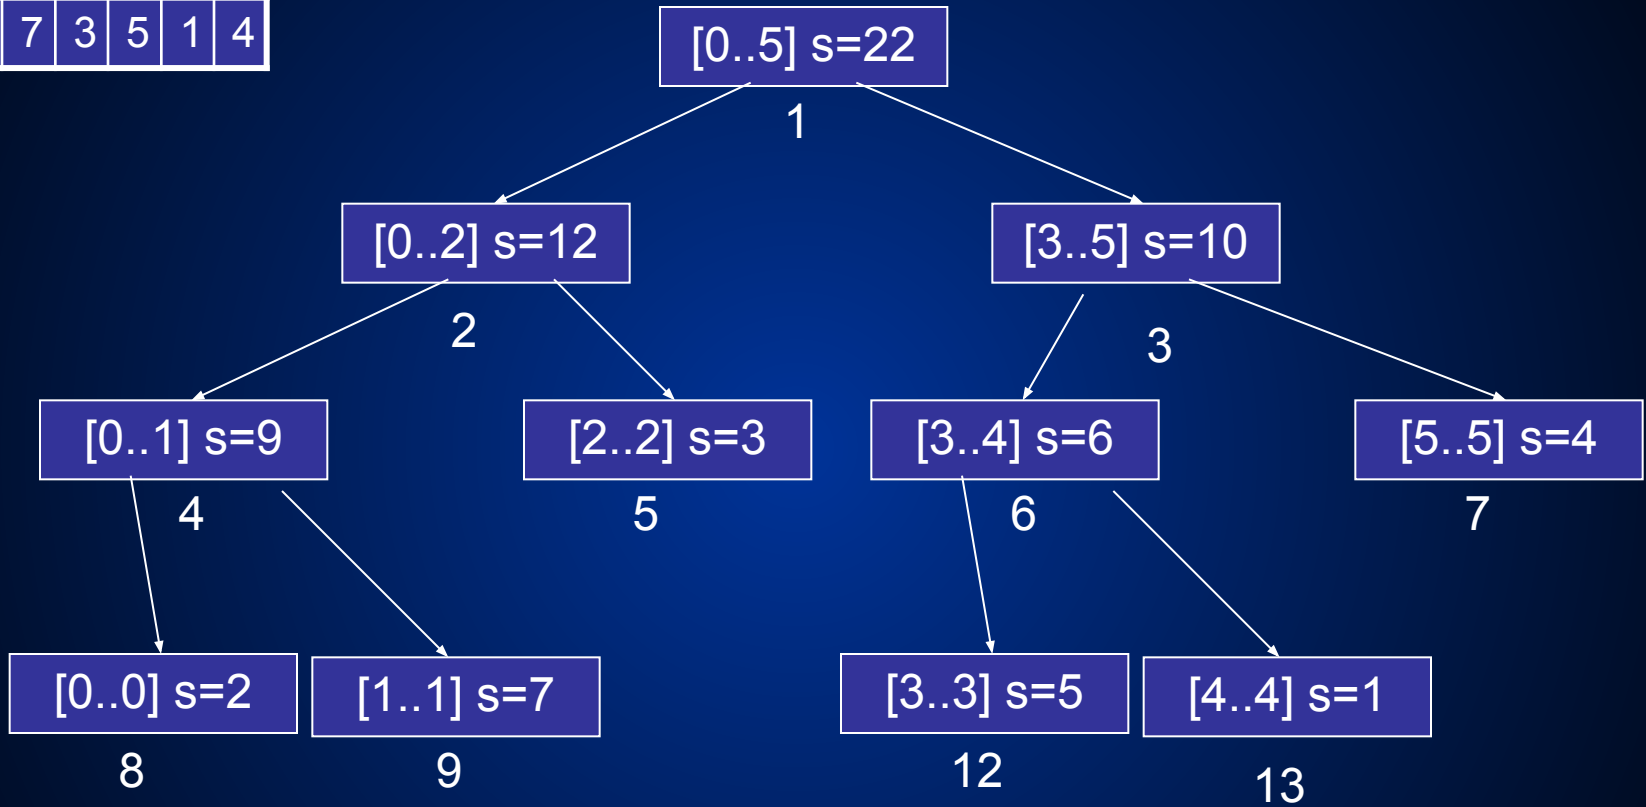 7 3 5 1 4
[0..5] s=22
1
[0..2] s=12
[3..5] s=10
2
3
[0..1] s=9
[2..2] s=3
[3..4] s=6
[5..5] s=4
4
5
6
7
[0..0] s=2
[1..1] s=7
[3..3] s=5
[4..4] s=1
8
9
12
13